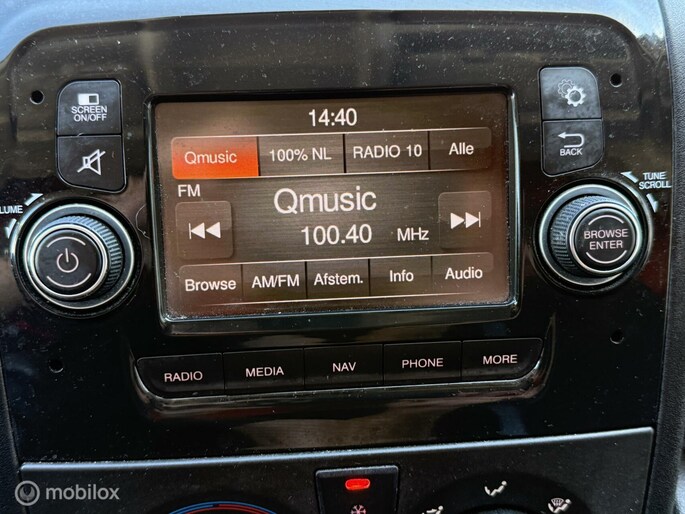 SCREEN
ON/OFF
14:40
Qmusic 100% NL RADIO 10 Alle
BACK
FM
Qmusic
TUNE
SCROLL
100.40 MHz
BROWSE
ENTER
Browse AM/FM Afstem. Info Audio
RADIO MEDIA NAV PHONE MORE
mobilox